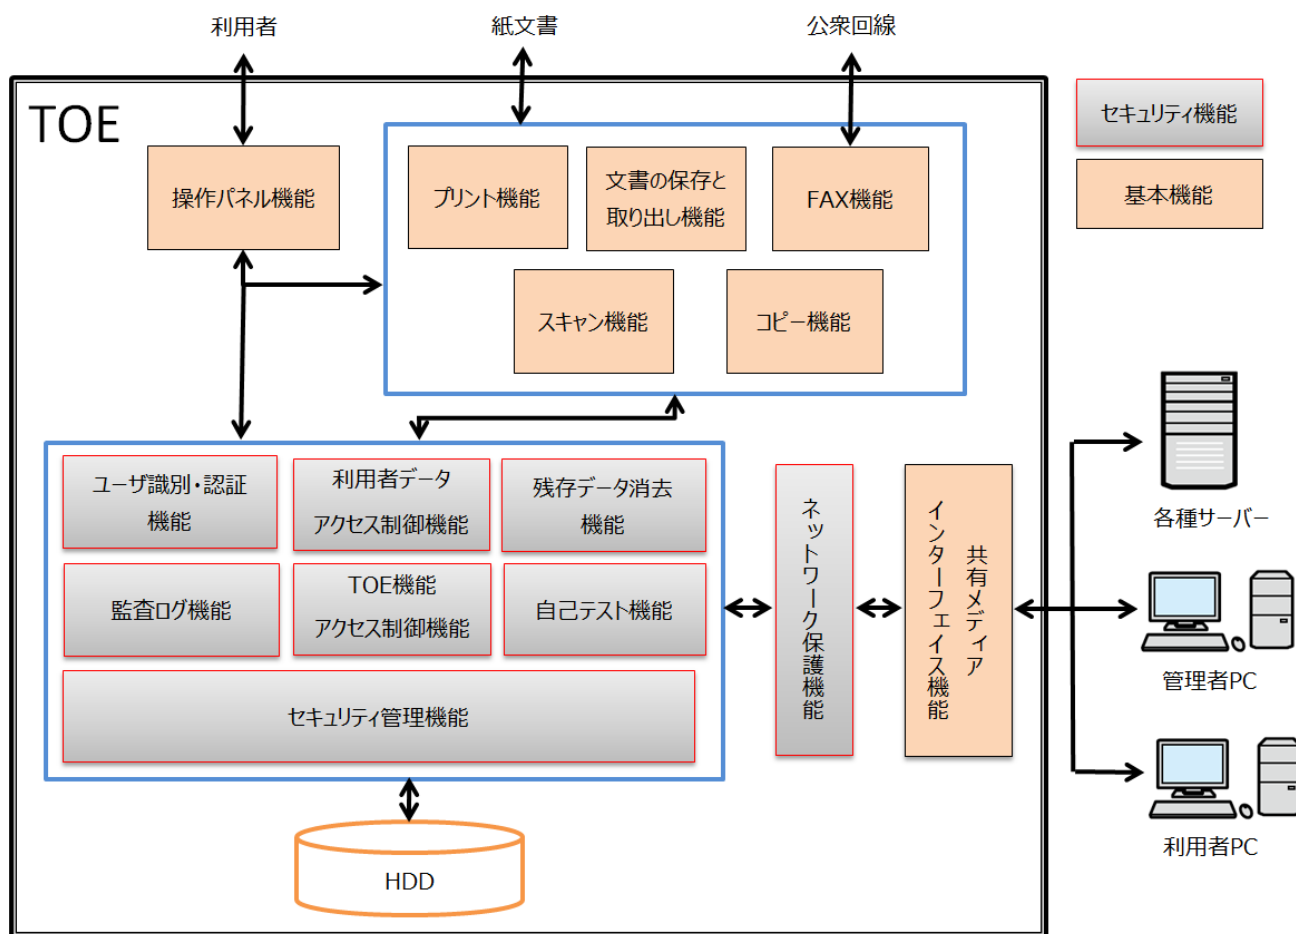 利用者
紙文書
公衆回線
TOE
セキュリティ機能
基本機能
操作パネル機能
プリント機能
文書の保存と
取り出し機能
FAX機能
スキャン機能
コピー機能
ユーザ識別・認証
機能
利用者データ
アクセス制御機能
残存データ消去
機能
監査ログ機能
TOE機能
アクセス制御機能
自己テスト機能
セキュリティ管理機能
ネットワーク保護機能
共有メディア
インターフェイス機能
HDD
各種サーバー
管理者PC
利用者PC